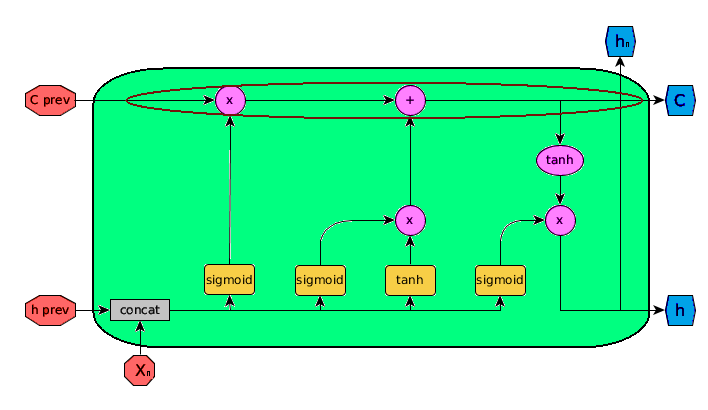 hn
C prev
x
+
C
tanh
x
x
sigmoid
sigmoid
tanh
sigmoid
h prev
concat
h
Xn